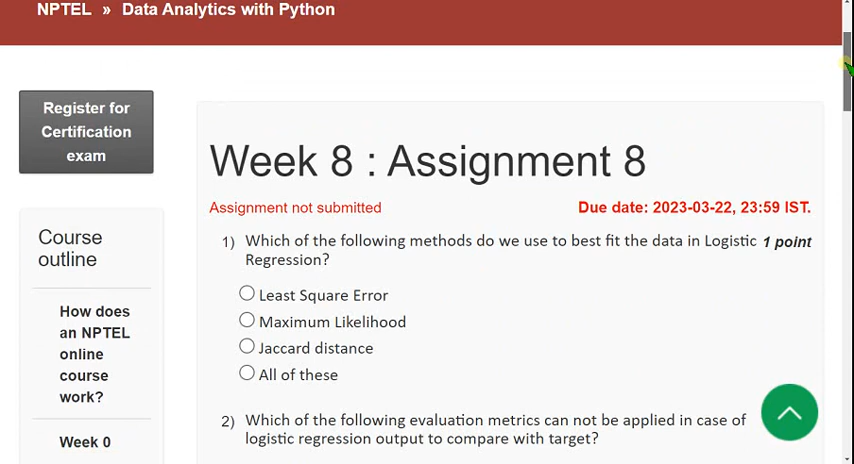 NPTEL » Data Analytics with Python
Register for
Certification
exam
Course
outline
How does
an NPTEL
online
course
work?
Week 0
Week 8 : Assignment 8
Assignment not submitted Due date: 2023-03-22, 23:59 IST.
1) Which of the following methods do we use to best fit the data in Logistic 1 point
Regression?
Least Square Error
Maximum Likelihood
Jaccard distance
All of these
2) Which of the following evaluation metrics can not be applied in case of
logistic regression output to compare with target?